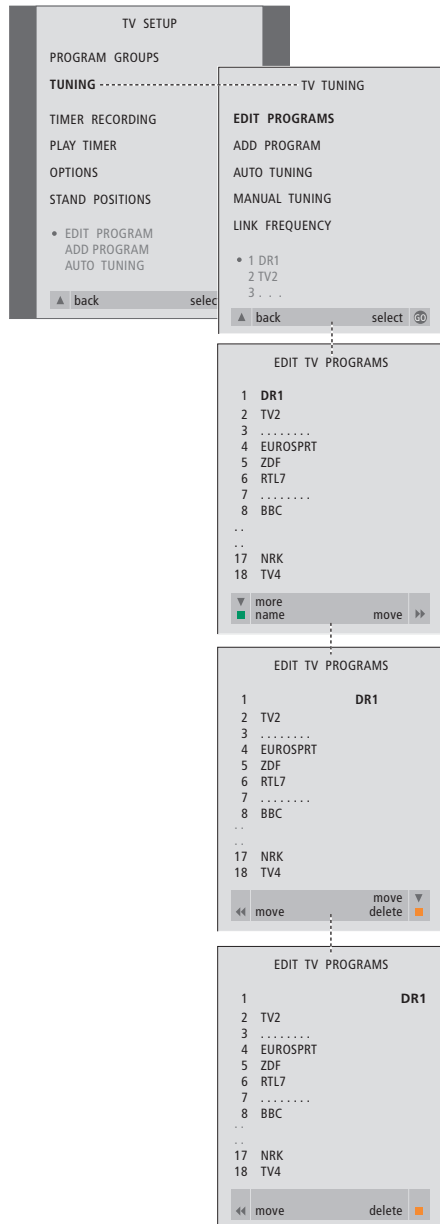 TV SETUP
PROGRAM GROUPS
TUNING
TIMER RECORDING
PLAY TIMER
OPTIONS
STAND POSITIONS
• EDIT PROGRAM
ADD PROGRAM
AUTO TUNING
▲ back selec
TV TUNING
EDIT PROGRAMS
ADD PROGRAM
AUTO TUNING
MANUAL TUNING
LINK FREQUENCY
• 1 DR1
2 TV2
3 . . .
▲ back select GO
EDIT TV PROGRAMS
1 DR1
2 TV2
3 ........
4 EUROSPRT
5 ZDF
6 RTL7
7 ........
8 BBC
. .
. .
17 NRK
18 TV4
▼ more
name move
EDIT TV PROGRAMS
1 DR1
2 TV2
3 ........
4 EUROSPRT
5 ZDF
6 RTL7
7 ........
8 BBC
. .
. .
17 NRK
18 TV4
move ▼
move delete
EDIT TV PROGRAMS
1 DR1
2 TV2
3 ........
4 EUROSPRT
5 ZDF
6 RTL7
7 ........
8 BBC
. .
. .
17 NRK
18 TV4
move delete